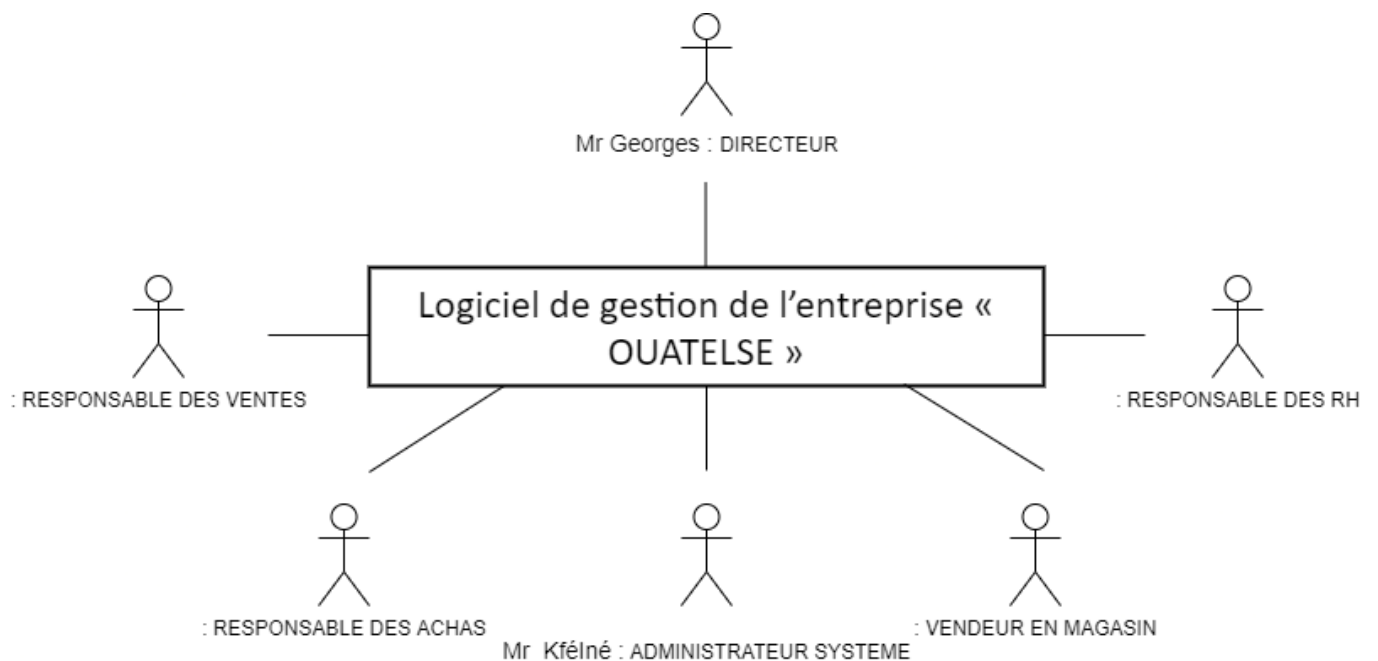 Mr Georges : DIRECTEUR
Logiciel de gestion de l’entreprise «
OUATELSE »
: RESPONSABLE DES VENTES
: RESPONSABLE DES RH
: RESPONSABLE DES ACHAS
Mr Kfélné : ADMINISTRATEUR SYSTEME
: VENDEUR EN MAGASIN